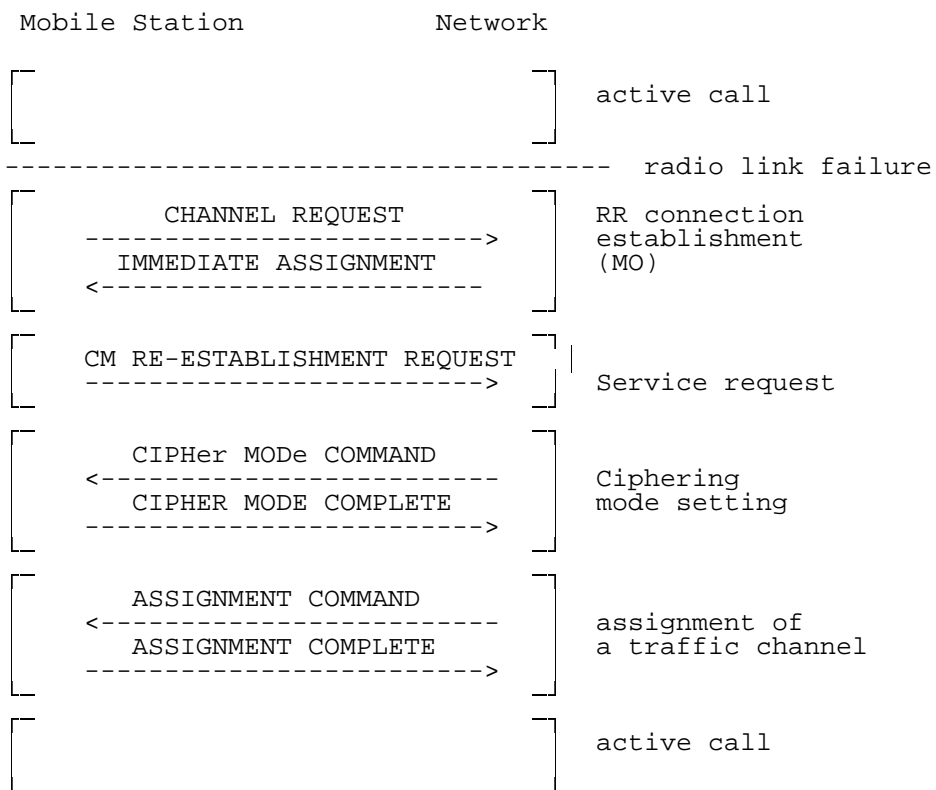 Mobile Station Network
active call
------------------------------------- radio link failure
CHANNEL REQUEST RR connection
-------------------------> establishment
IMMEDIATE ASSIGNMENT (MO)
<------------------------
CM RE-ESTABLISHMENT REQUEST
-------------------------> Service request
CIPHer MODe COMMAND
<------------------------- Ciphering
CIPHER MODE COMPLETE mode setting
------------------------->
ASSIGNMENT COMMAND
<------------------------- assignment of
ASSIGNMENT COMPLETE a traffic channel
------------------------->
active call